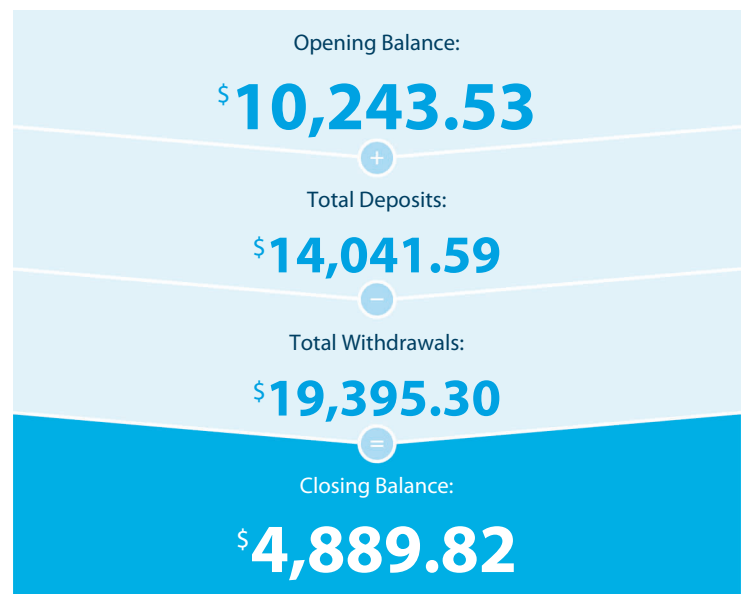 Opening Balance:
$10,243.53
+
Total Deposits:
$14,041.59
−
Total Withdrawals:
$19,395.30
=
Closing Balance:
$4,889.82